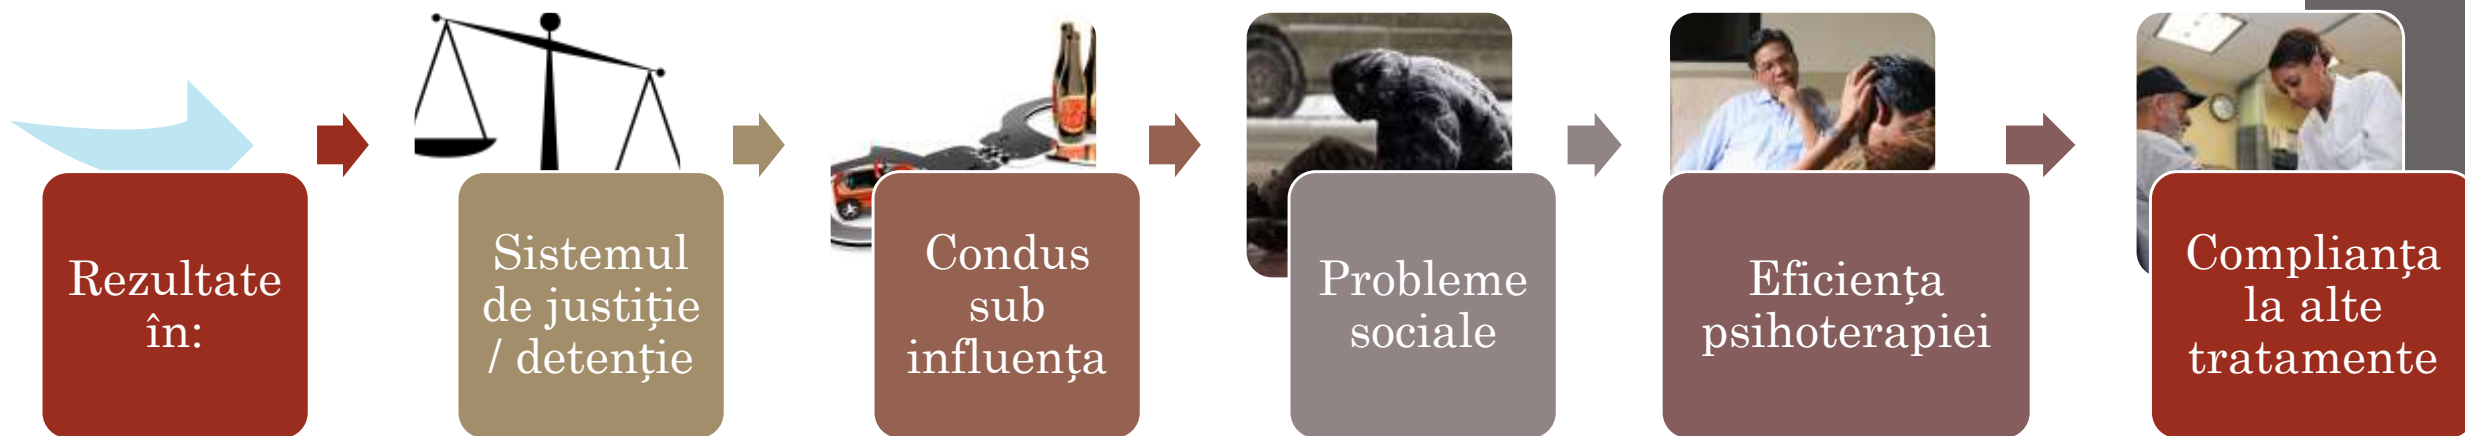 Rezultate
în:
Sistemul
de justiție
/ detenție
Condus
sub
influența
Probleme
sociale
Eficiența
psihoterapiei
Complianța
la alte
tratamente